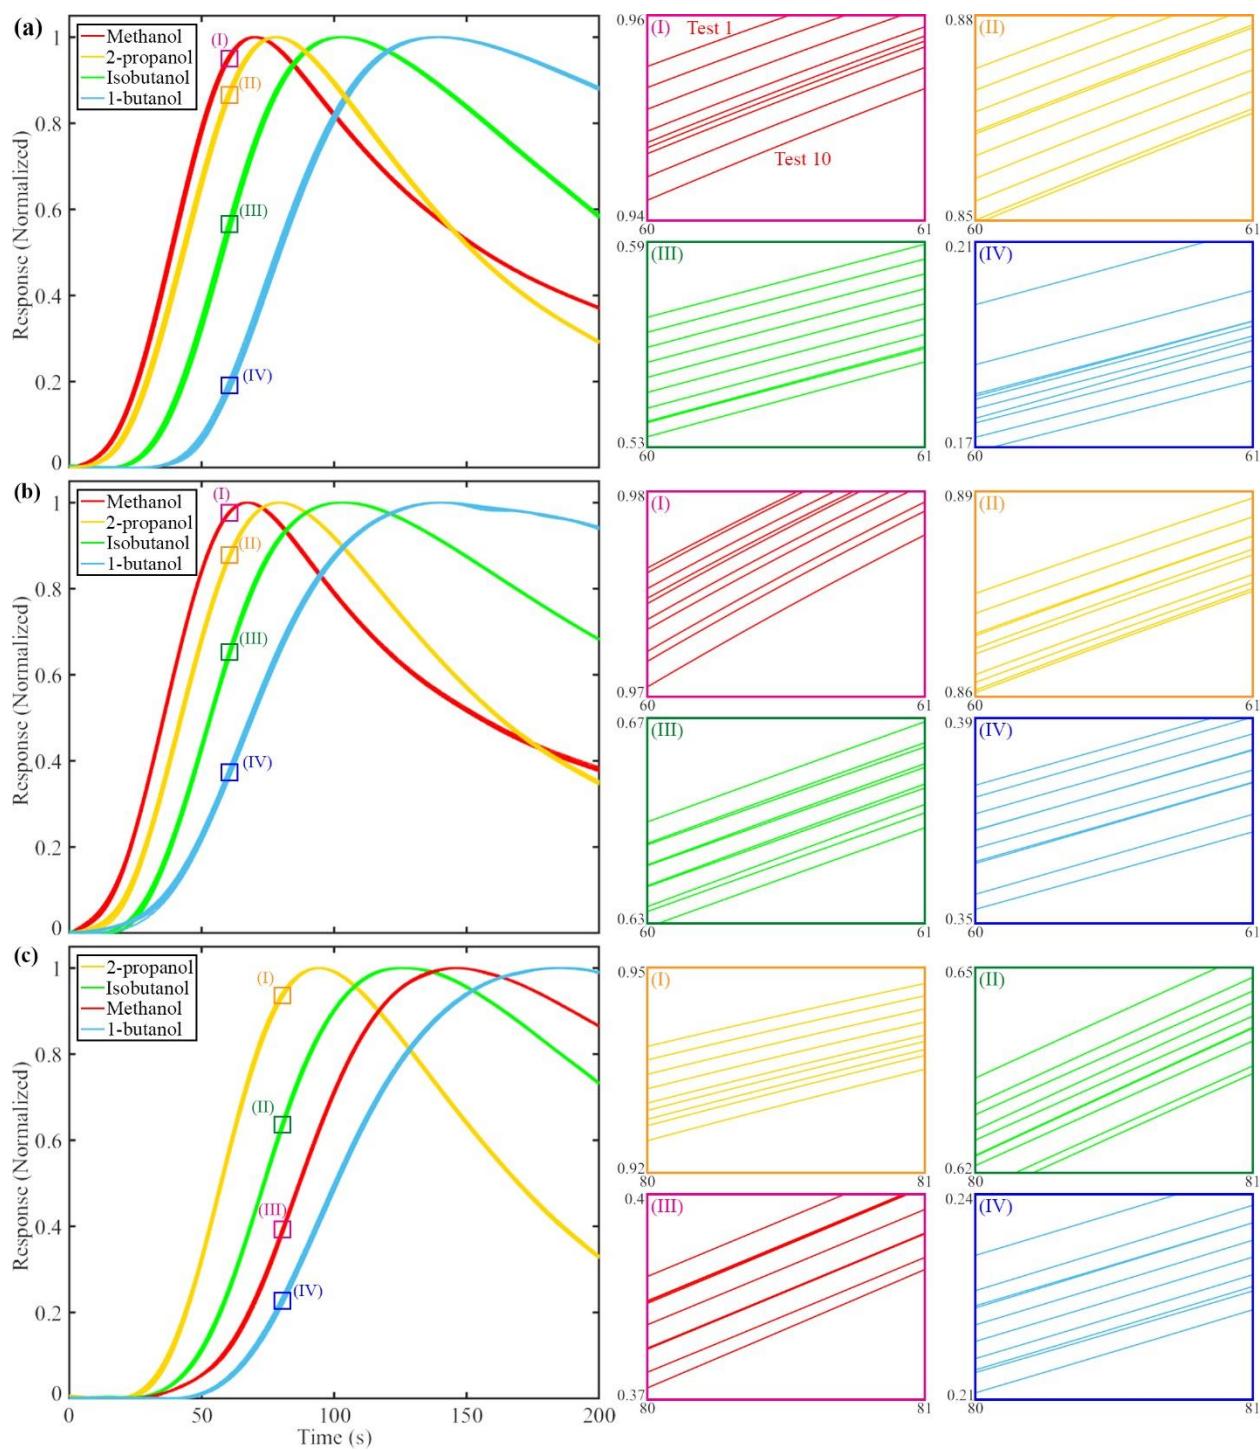 (a)
Methanol
2-propanol
Isobutanol
1-butanol
(I)
(II)
(III)
(IV)
Response (Normalized)
1
0.8
0.6
0.4
0.2
0
0
50
100
150
200
0.96
(I)
Test 1
Test 10
0.94
60
61
0.88
(II)
0.85
60
61
0.59
(III)
0.53
60
61
0.21
(IV)
0.17
60
61
(b)
Methanol
2-propanol
Isobutanol
1-butanol
(I)
(II)
(III)
(IV)
Response (Normalized)
1
0.8
0.6
0.4
0.2
0
0.98
(I)
0.97
60
61
0.89
(II)
0.86
60
61
0.67
(III)
0.63
60
61
0.39
(IV)
0.35
60
61
(c)
2-propanol
Isobutanol
Methanol
1-butanol
(I)
(II)
(III)
(IV)
Response (Normalized)
1
0.8
0.6
0.4
0.2
0
0
50
100
150
200
Time (s)
0.95
(I)
0.92
80
81
0.65
(II)
0.62
80
81
0.4
(III)
0.37
80
81
0.24
(IV)
0.21
80
81